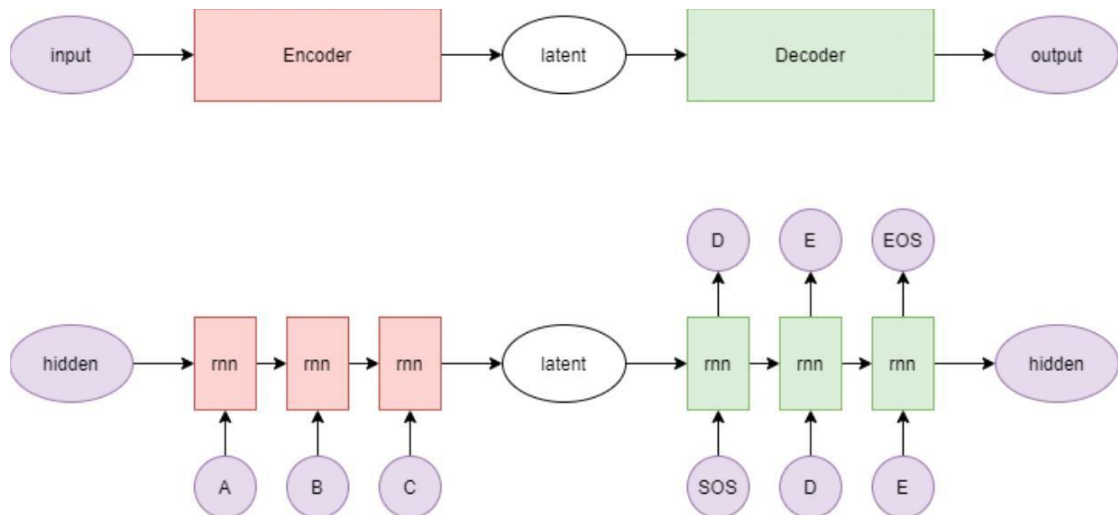 input Encoder latent Decoder output
D E EOS
hidden rnn rnn rnn latent rnn rnn rnn hidden
A B C SOS D E